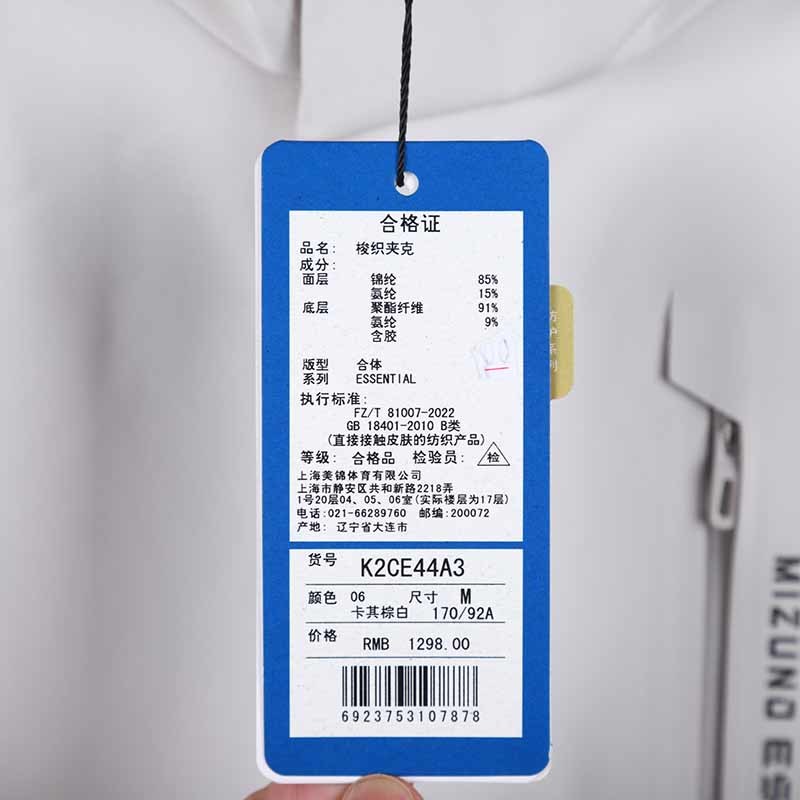 合格证
品名: 梭织夹克
成分:
面层 锦纶 85%
氨纶 15%
底层 聚酯纤维 91%
氨纶 9%
含胶
100
版型 合体
系列 ESSENTIAL
执行标准:
FZ/T 81007-2022
GB 18401-2010 B类
(直接接触皮肤的纺织产品)
等级: 合格品 检验员: 检
上海美锦体育有限公司
上海市静安区共和新路2218弄
1号20层04、05、06室(实际楼层为17层)
电话:021-66289760 邮编:200072
产地: 辽宁省大连市
货号 K2CE44A3
颜色 06 尺寸 M
卡其棕白 170/92A
价格 RMB 1298.00
6923753107878
防护系列
MIZUNO ES